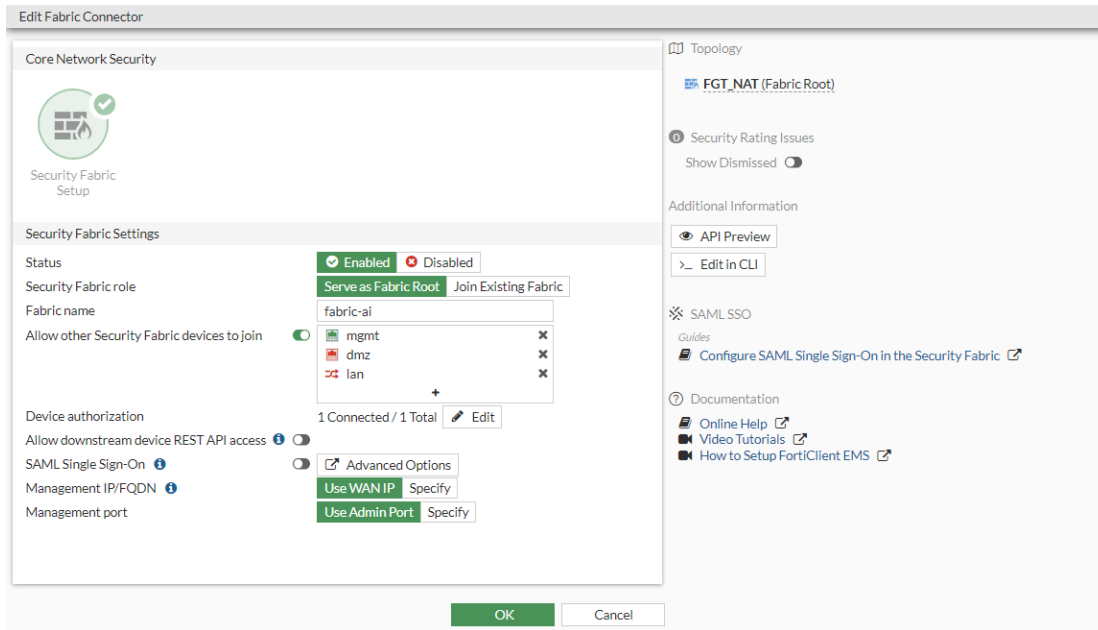 Edit Fabric Connector
Core Network Security
Security Fabric
Setup
Security Fabric Settings
Status Enabled Disabled
Security Fabric role Serve as Fabric Root Join Existing Fabric
Fabric name fabric-ai
Allow other Security Fabric devices to join mgmt
dmz
lan
+
Device authorization 1 Connected / 1 Total Edit
Allow downstream device REST API access
SAML Single Sign-On Advanced Options
Management IP/FQDN Use WAN IP Specify
Management port Use Admin Port Specify
OK Cancel
Topology
FGT_NAT (Fabric Root)
0 Security Rating Issues
Show Dismissed
Additional Information
API Preview
>_ Edit in CLI
SAML SSO
Guides
Configure SAML Single Sign-On in the Security Fabric
Documentation
Online Help
Video Tutorials
How to Setup FortiClient EMS